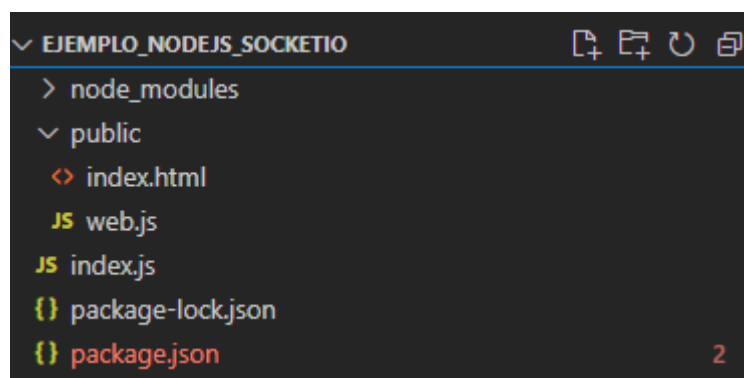 EJEMPLO_NODEJS_SOCKETIO
node_modules
public
<> index.html
JS web.js
JS index.js
{} package-lock.json
{} package.json 2